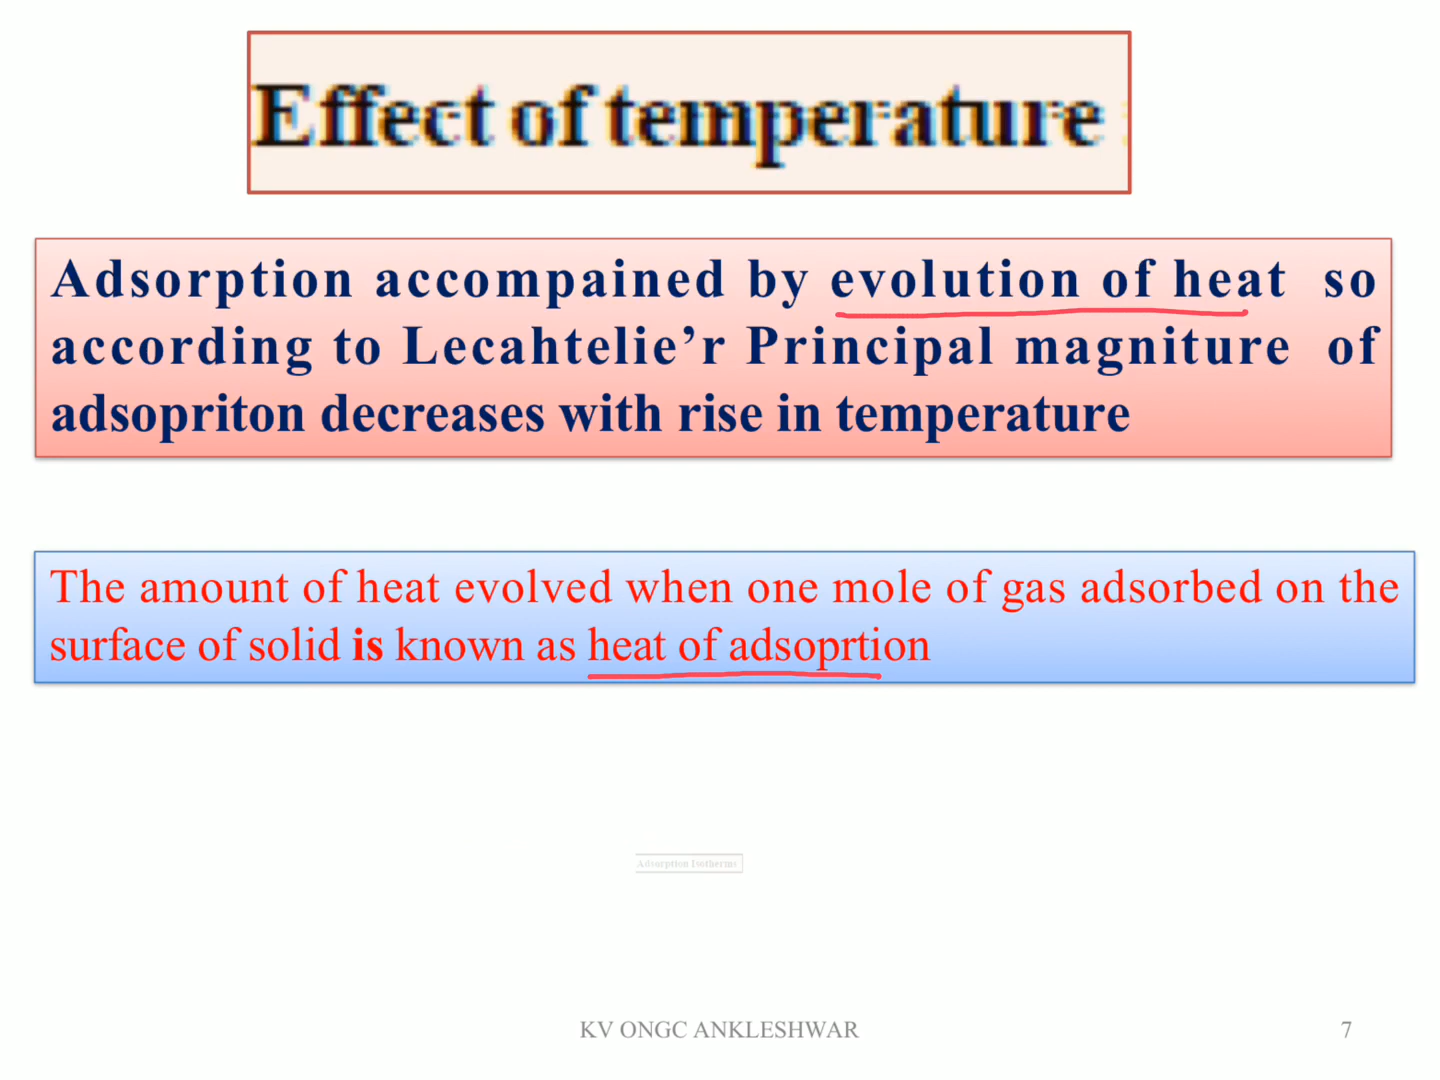 Effect of temperature
Adsorption accompained by evolution of heat so
according to Lecahtelie’r Principal magniture of
adsopriton decreases with rise in temperature
The amount of heat evolved when one mole of gas adsorbed on the
surface of solid is known as heat of adsoprtion
Adsorption Isotherms
KV ONGC ANKLESHWAR
7